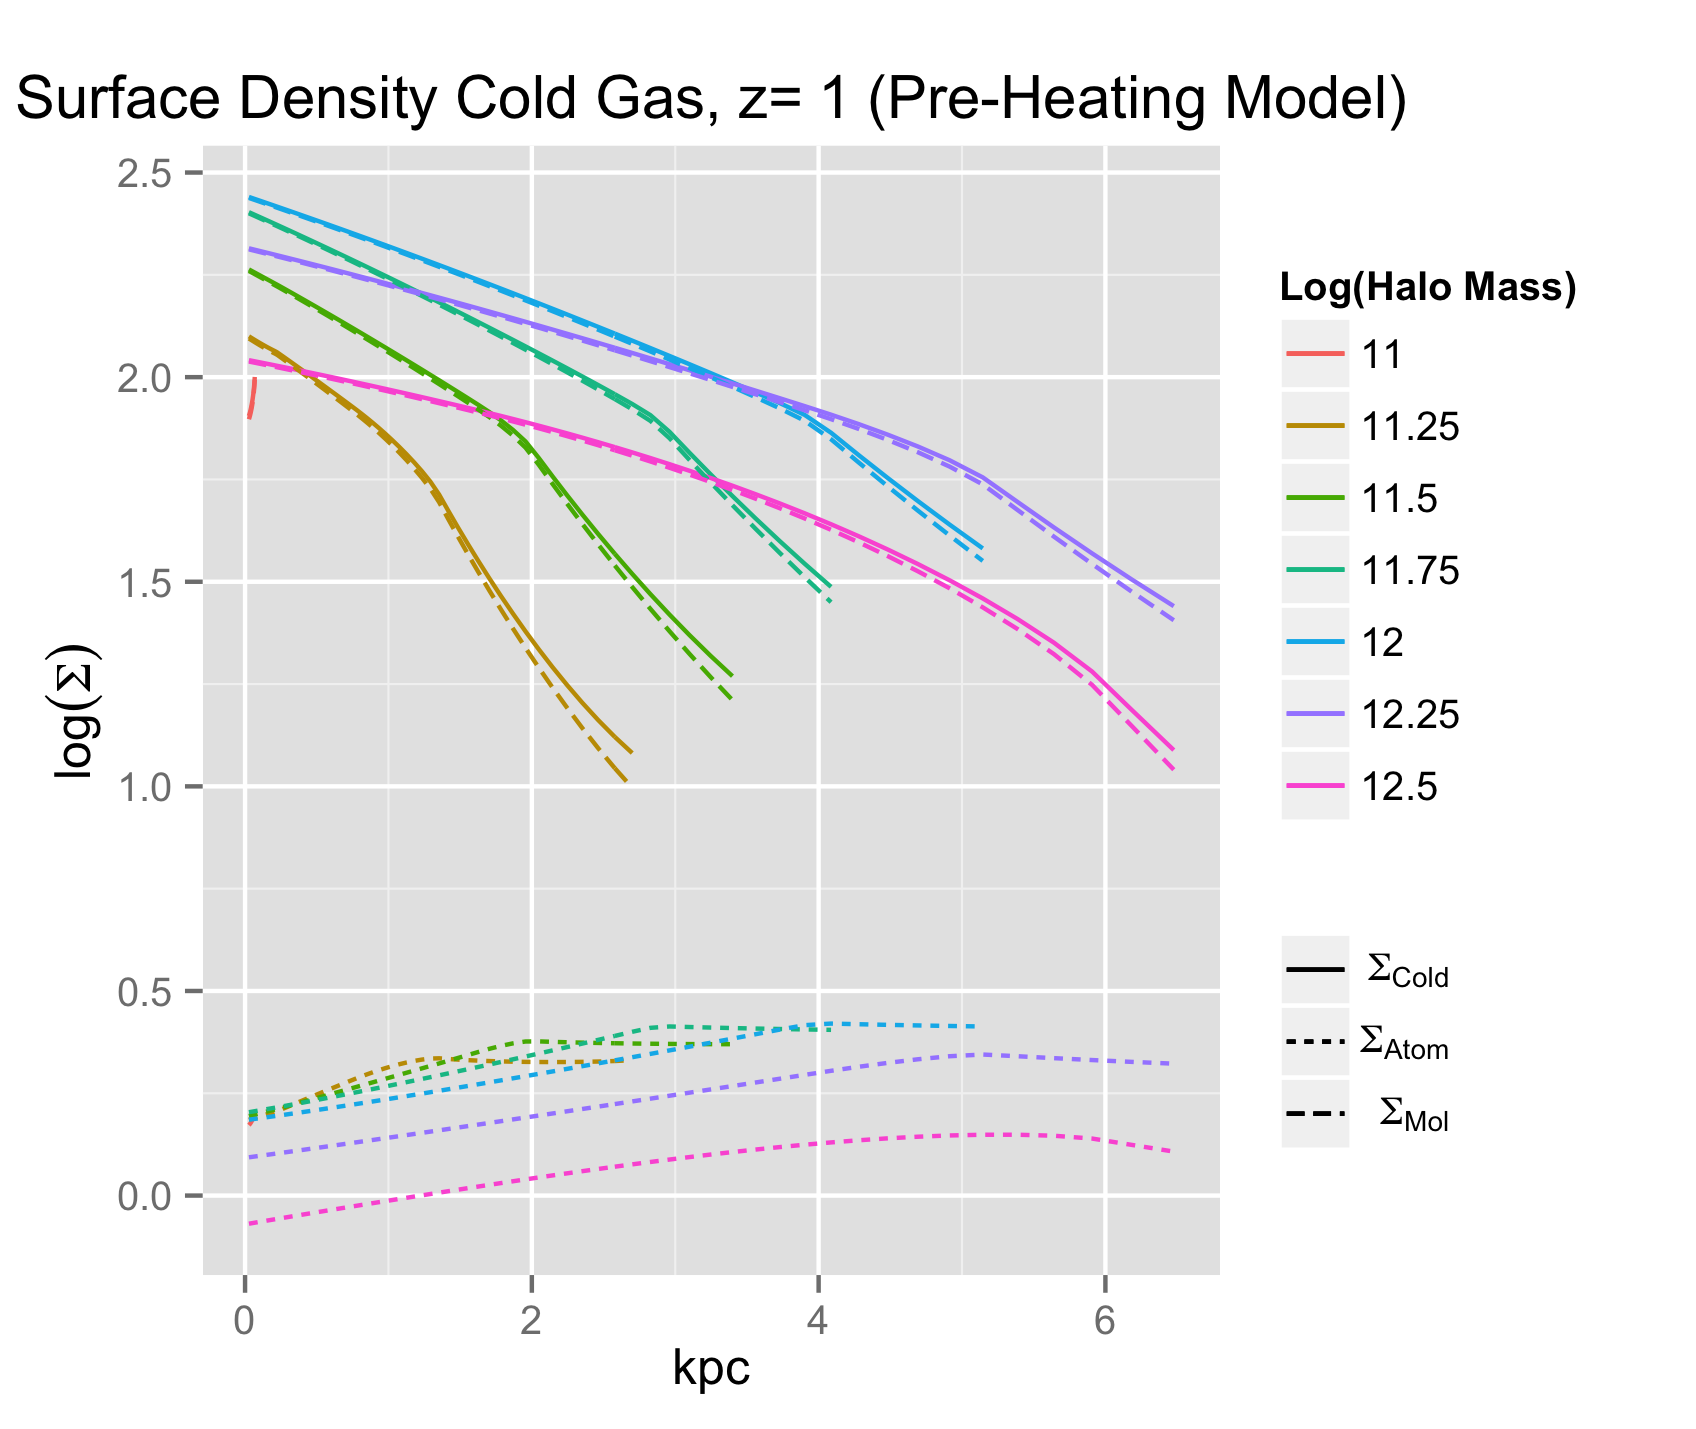 Surface Density Cold Gas, z= 1 (Pre-Heating Model)
2.5
2.0
1.5
1.0
0.5
0.0
log(Σ)
0 2 4 6
kpc
Log(Halo Mass)
11
11.25
11.5
11.75
12
12.25
12.5
ΣCold
ΣAtom
ΣMol